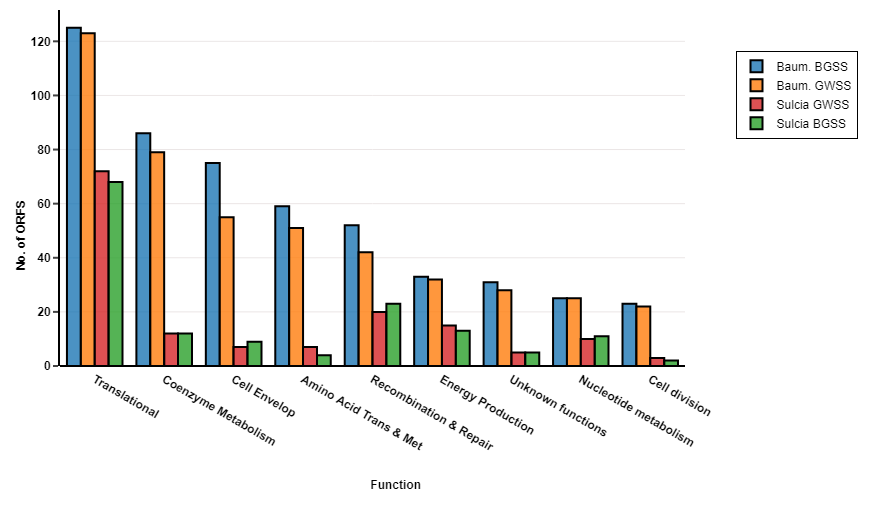 120
100
80
60
40
20
0
No. of ORFS
Translational
Coenzyme Metabolism
Cell Envelop
Amino Acid Trans & Met
Recombination & Repair
Energy Production
Unknown functions
Nucleotide metabolism
Cell division
Function
Baum. BGSS
Baum. GWSS
Sulcia GWSS
Sulcia BGSS